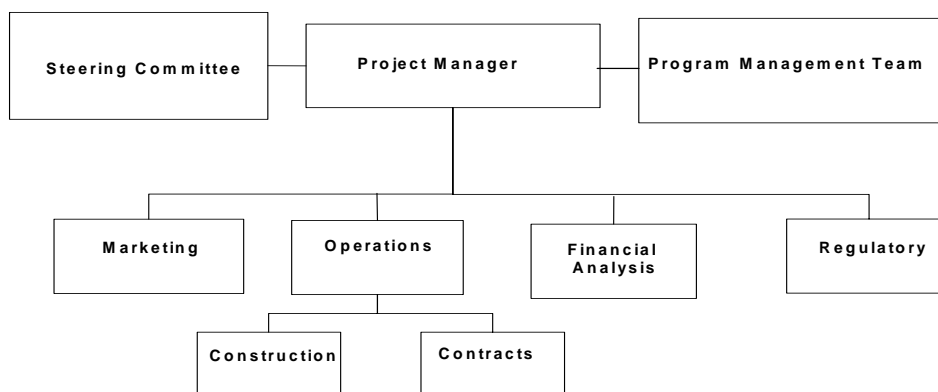 Steering Committee
Project Manager
Program Management Team
Marketing
Operations
Financial
Analysis
Regulatory
Construction
Contracts